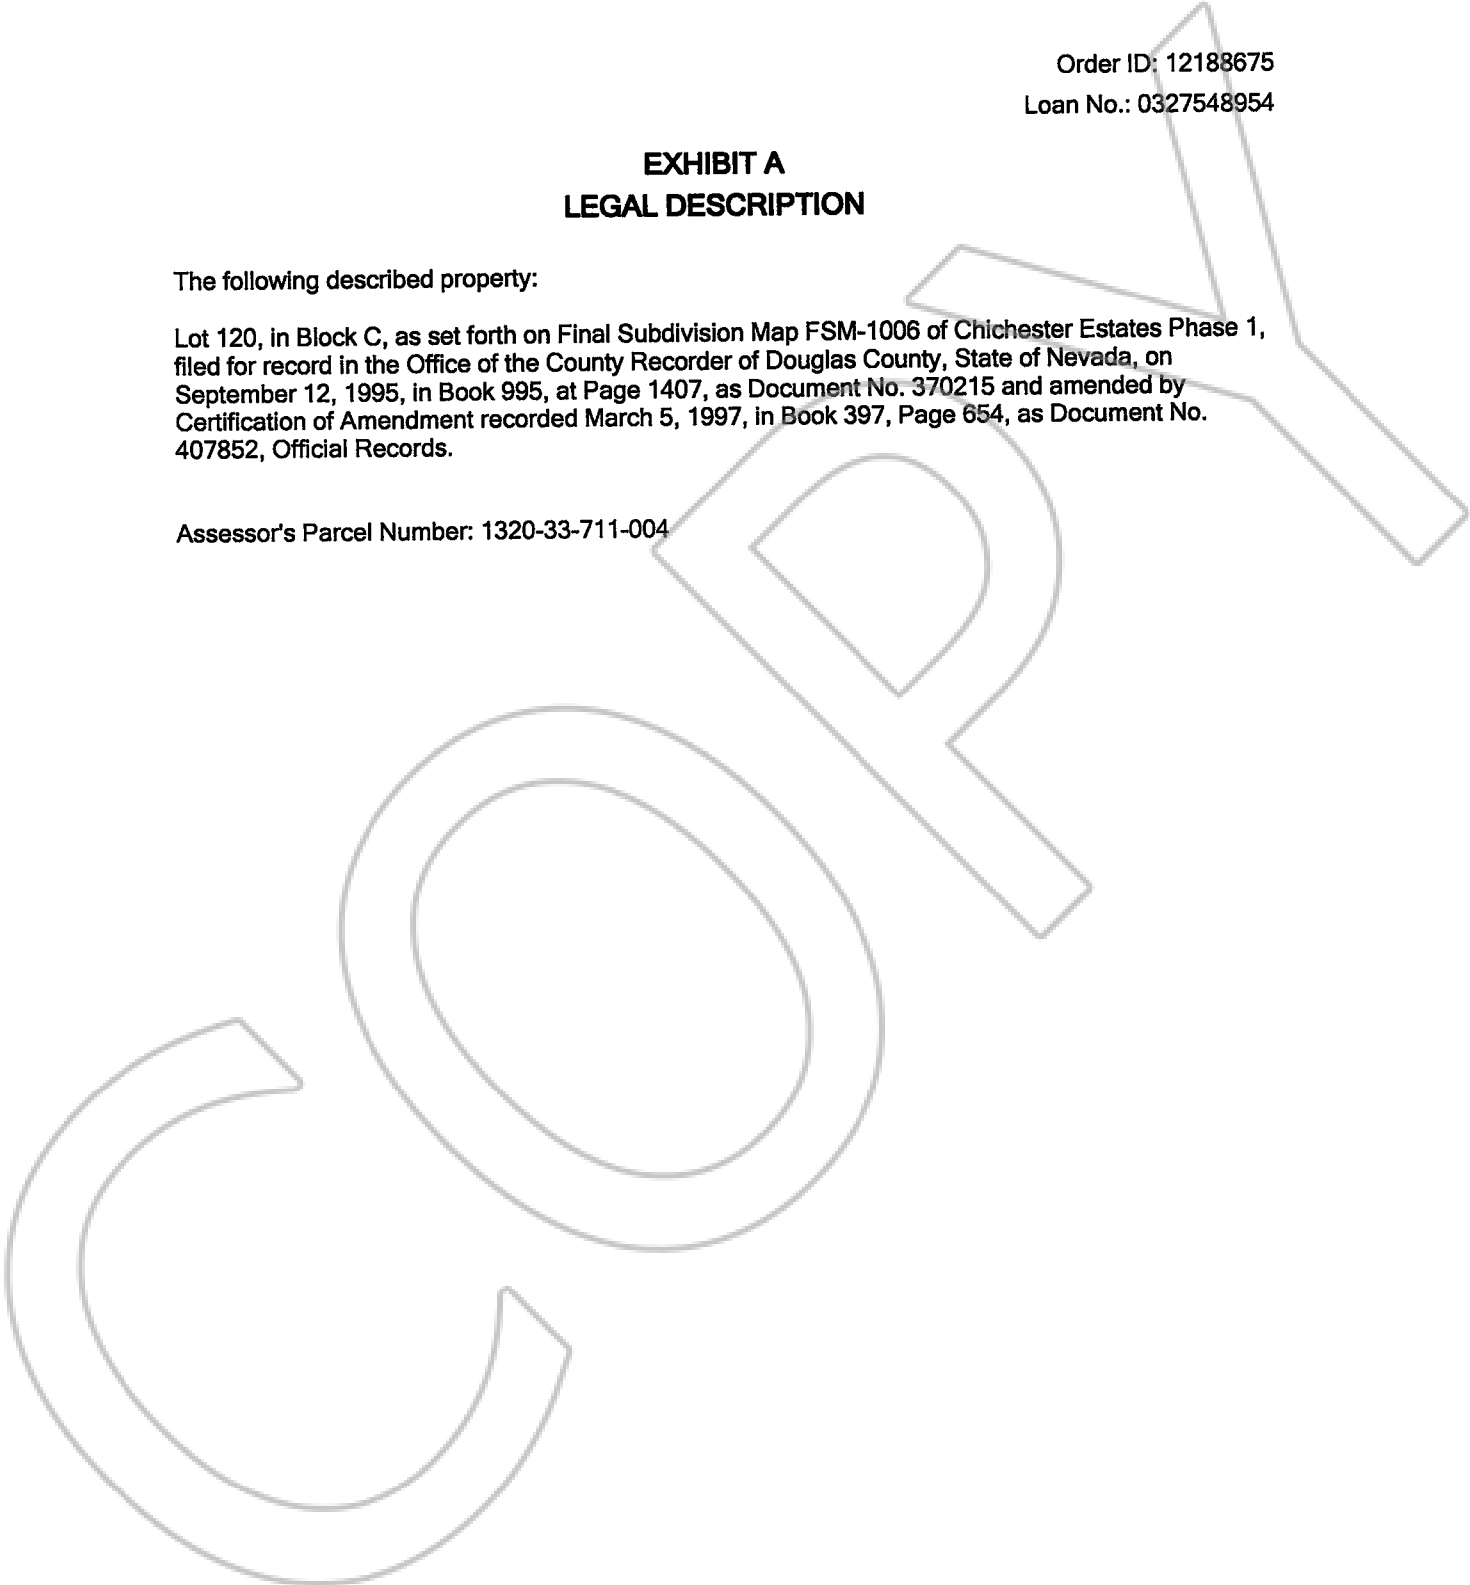 Order ID: 12188675
Loan No.: 0327548954
EXHIBIT A
LEGAL DESCRIPTION
The following described property:
Lot 120, in Block C, as set forth on Final Subdivision Map FSM-1006 of Chichester Estates Phase 1,
filed for record in the Office of the County Recorder of Douglas County, State of Nevada, on
September 12, 1995, in Book 995, at Page 1407, as Document No. 370215 and amended by
Certification of Amendment recorded March 5, 1997, in Book 397, Page 654, as Document No.
407852, Official Records.
Assessor's Parcel Number: 1320-33-711-004
COPY